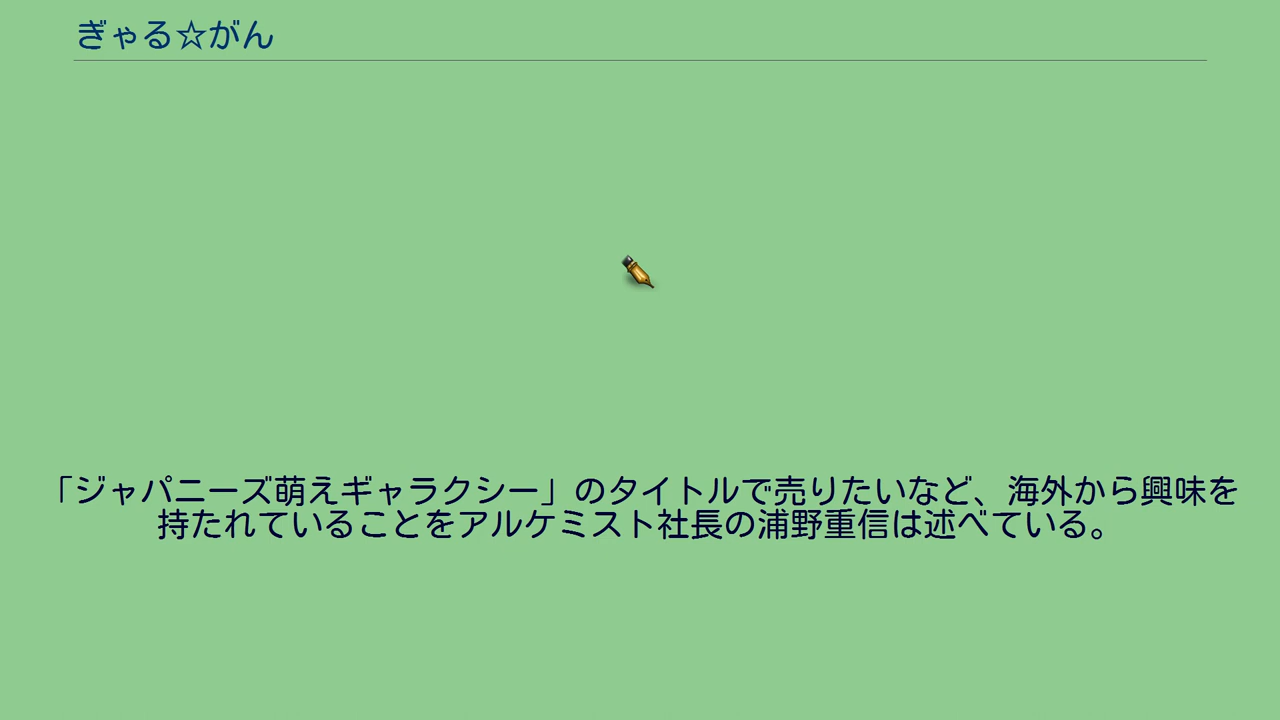 ぎゃる☆がん
「ジャパニーズ萌えギャラクシー」のタイトルで売りたいなど、海外から興味を
持たれていることをアルケミスト社長の浦野重信は述べている。